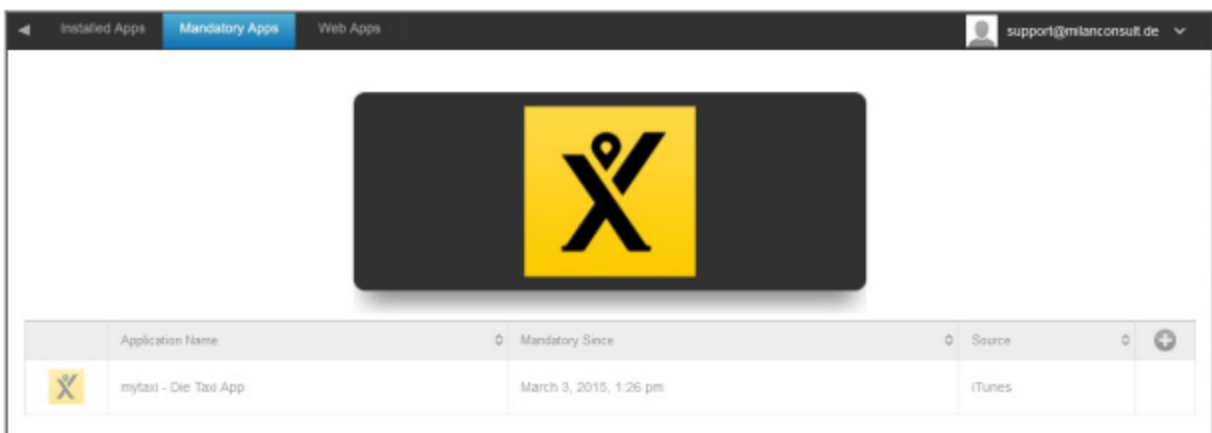 Installed Apps Mandatory Apps Web Apps support@milanconsult.de
Application Name Mandatory Since Source
mytaxi - Die Taxi App March 3, 2015, 1:26 pm iTunes